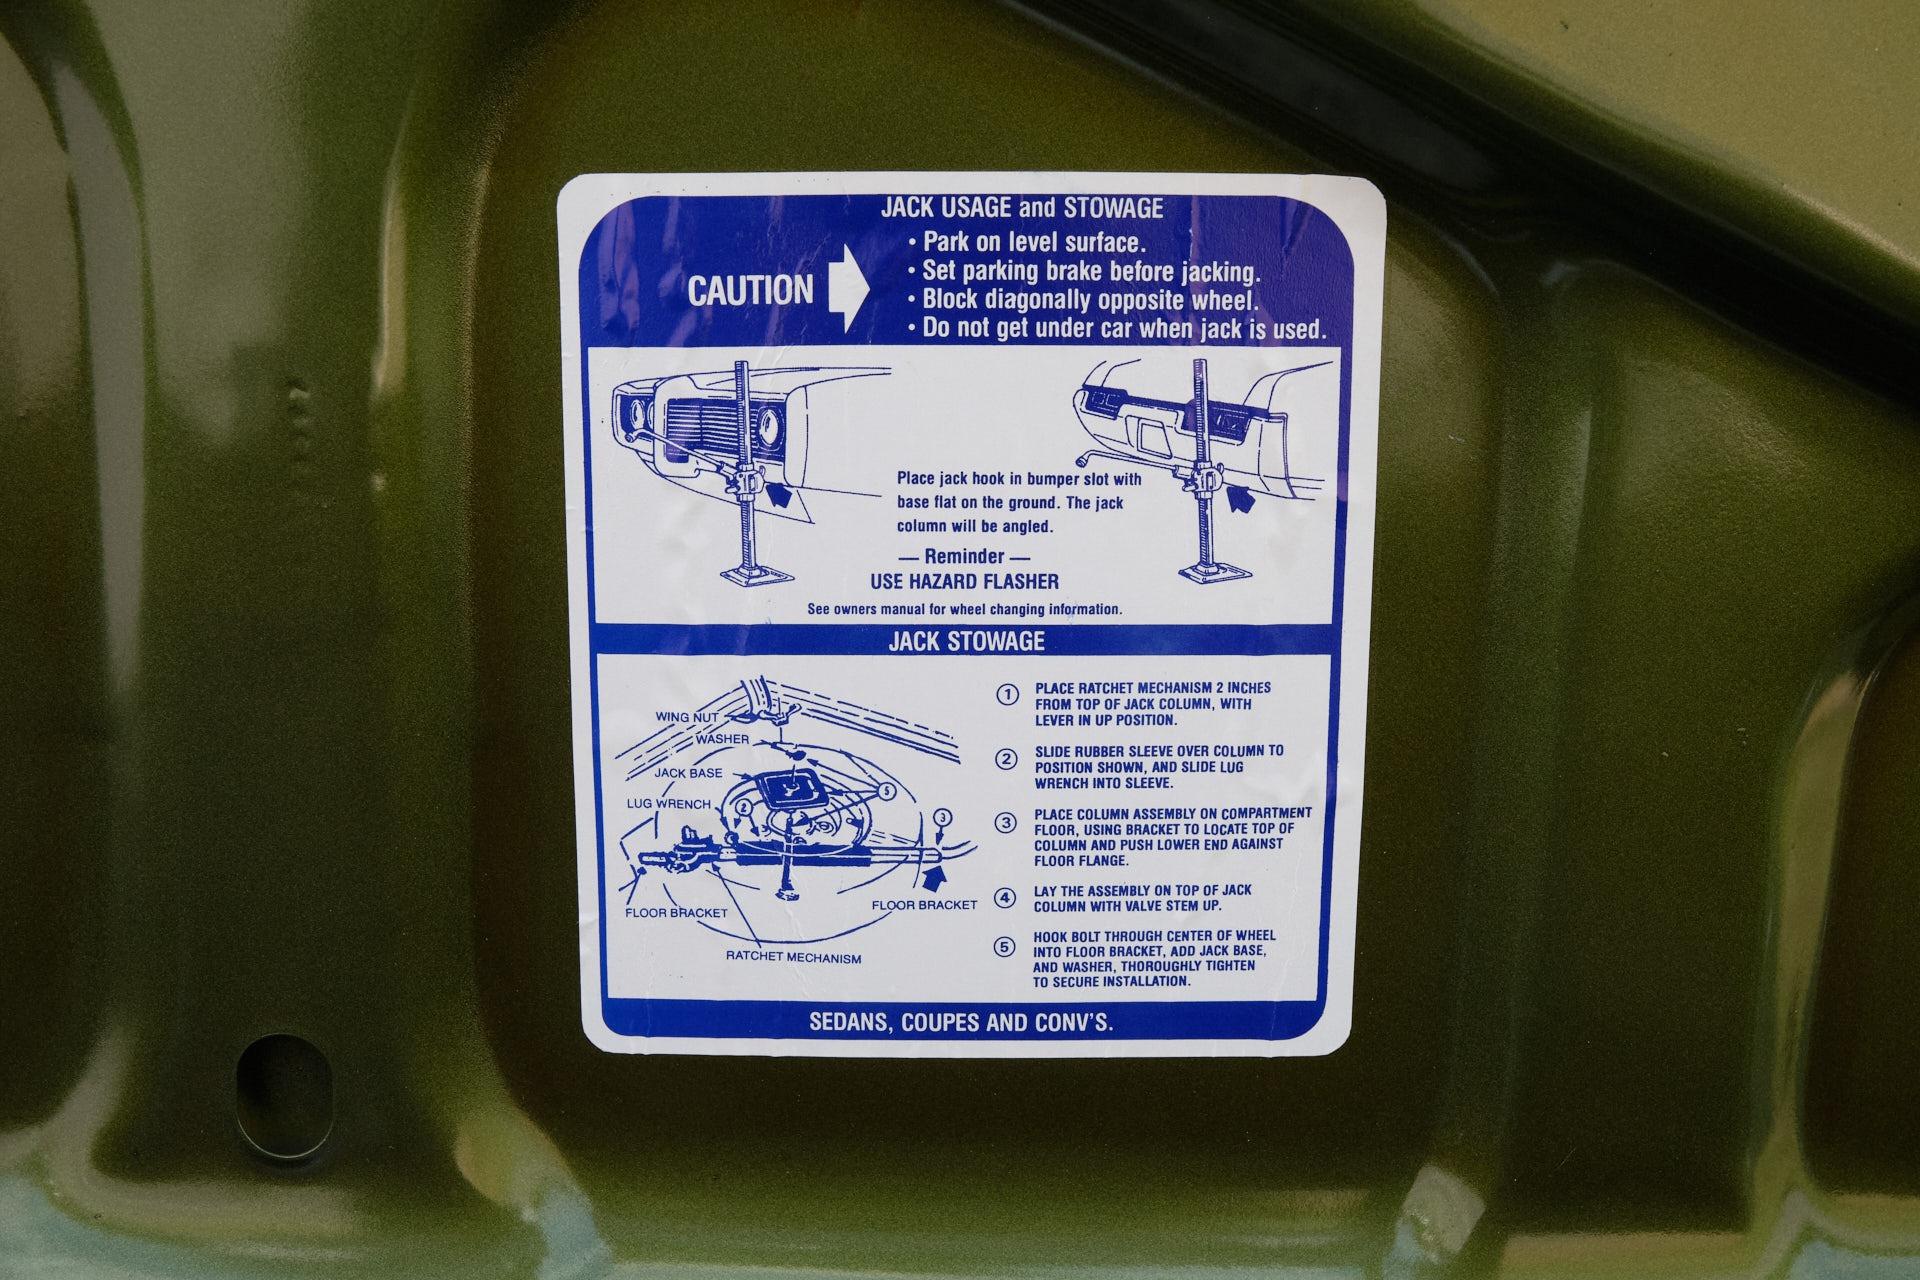 JACK USAGE and STOWAGE
CAUTION
• Park on level surface.
• Set parking brake before jacking.
• Block diagonally opposite wheel.
• Do not get under car when jack is used.
Place jack hook in bumper slot with
base flat on the ground. The jack
column will be angled.
— Reminder —
USE HAZARD FLASHER
See owners manual for wheel changing information.
JACK STOWAGE
WING NUT
WASHER
JACK BASE
LUG WRENCH
2
5
3
FLOOR BRACKET
FLOOR BRACKET
RATCHET MECHANISM
1 PLACE RATCHET MECHANISM 2 INCHES
FROM TOP OF JACK COLUMN, WITH
LEVER IN UP POSITION.
2 SLIDE RUBBER SLEEVE OVER COLUMN TO
POSITION SHOWN, AND SLIDE LUG
WRENCH INTO SLEEVE.
3 PLACE COLUMN ASSEMBLY ON COMPARTMENT
FLOOR, USING BRACKET TO LOCATE TOP OF
COLUMN AND PUSH LOWER END AGAINST
FLOOR FLANGE.
4 LAY THE ASSEMBLY ON TOP OF JACK
COLUMN WITH VALVE STEM UP.
5 HOOK BOLT THROUGH CENTER OF WHEEL
INTO FLOOR BRACKET, ADD JACK BASE,
AND WASHER, THOROUGHLY TIGHTEN
TO SECURE INSTALLATION.
SEDANS, COUPES AND CONV'S.